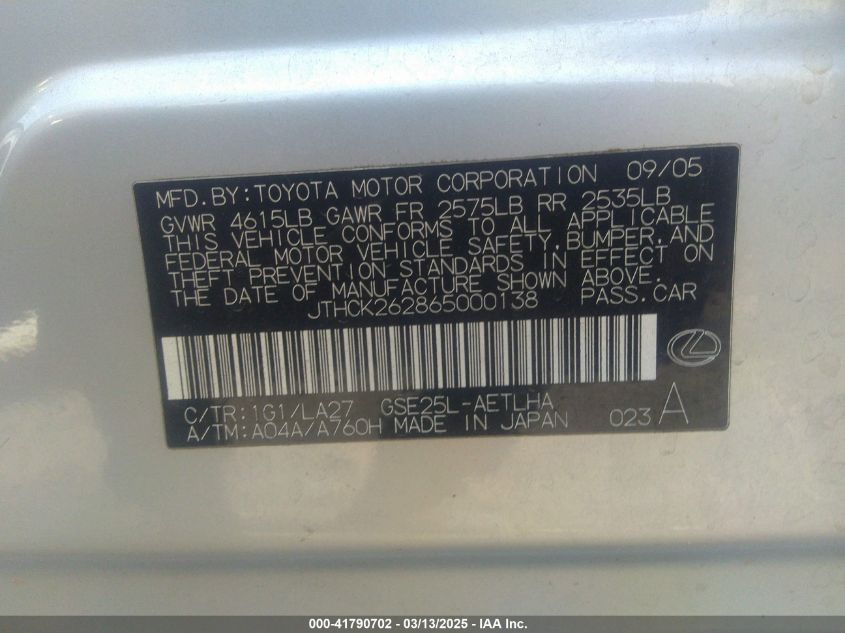 MFD.BY:TOYOTA MOTOR CORPORATION 09/05
GVWR 4615LB GAWR FR 2575LB RR 2535LB
THIS VEHICLE CONFORMS TO ALL APPLICABLE
FEDERAL MOTOR VEHICLE SAFETY,BUMPER,AND
THEFT PREVENTION STANDARDS IN EFFECT ON
THE DATE OF MANUFACTURE SHOWN ABOVE.
JTHCK262865000138 PASS.CAR
C/TR:1G1/LA27 GSE25L-AETLHA
A/TM:A04A/A760H MADE IN JAPAN 023 A
000-41790702 - 03/13/2025 - IAA Inc.